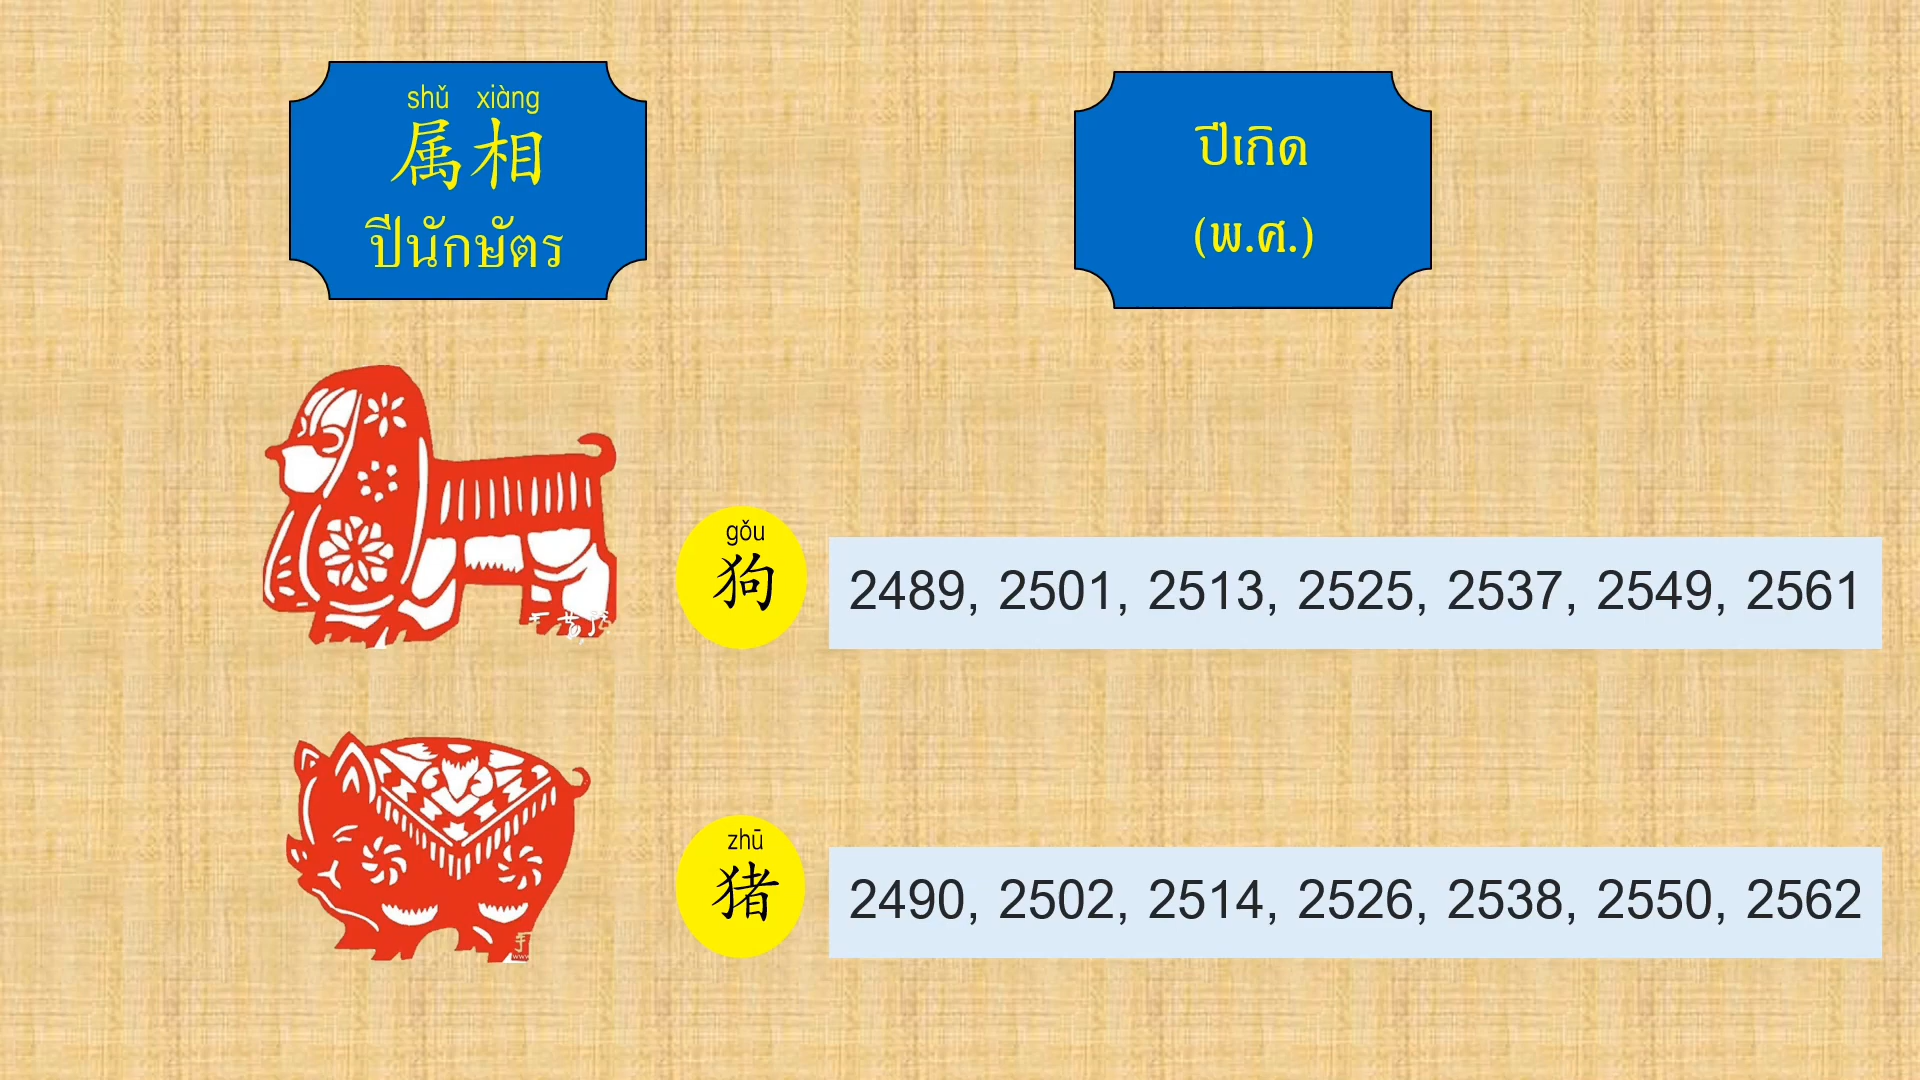 shǔ xiàng
属相
ปีนักษัตร
ปีเกิด
(พ.ศ.)
gǒu
狗
2489, 2501, 2513, 2525, 2537, 2549, 2561
zhū
猪
2490, 2502, 2514, 2526, 2538, 2550, 2562